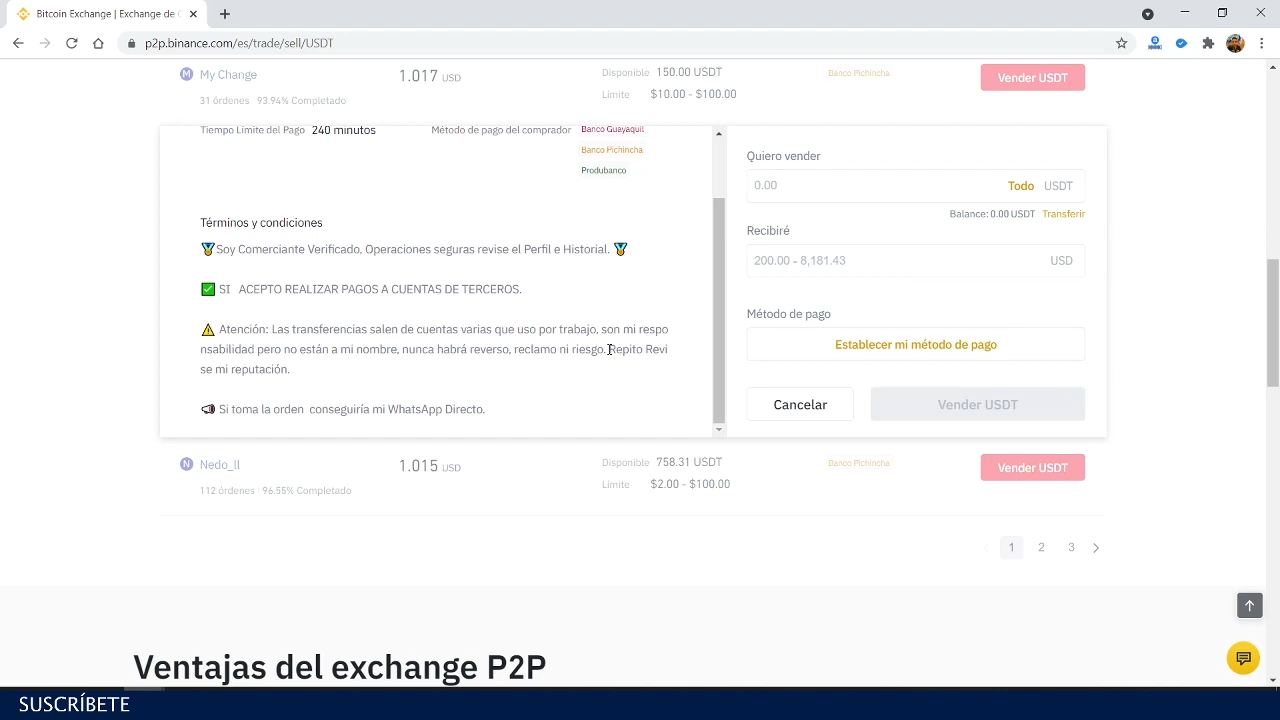 Bitcoin Exchange | Exchange de C
p2p.binance.com/es/trade/sell/USDT
M My Change 1.017 USD Disponible 150.00 USDT Banco Pichincha Vender USDT
31 órdenes 93.94% Completado Límite $10.00 - $100.00
Tiempo Límite del Pago 240 minutos Método de pago del comprador Banco Guayaquil
Banco Pichincha
Produbanco
Términos y condiciones
Soy Comerciante Verificado, Operaciones seguras revise el Perfil e Historial.
SI ACEPTO REALIZAR PAGOS A CUENTAS DE TERCEROS.
Atención: Las transferencias salen de cuentas varias que uso por trabajo, son mi respo
nsabilidad pero no están a mi nombre, nunca habrá reverso, reclamo ni riesgo. Repito Revi
se mi reputación.
Si toma la orden conseguiría mi WhatsApp Directo.
Quiero vender
0.00 Todo USDT
Balance: 0.00 USDT Transferir
Recibiré
200.00 - 8,181.43 USD
Método de pago
Establecer mi método de pago
Cancelar Vender USDT
N Nedo_ll 1.015 USD Disponible 758.31 USDT Banco Pichincha Vender USDT
112 órdenes 96.55% Completado Límite $2.00 - $100.00
1 2 3
Ventajas del exchange P2P
SUSCRÍBETE